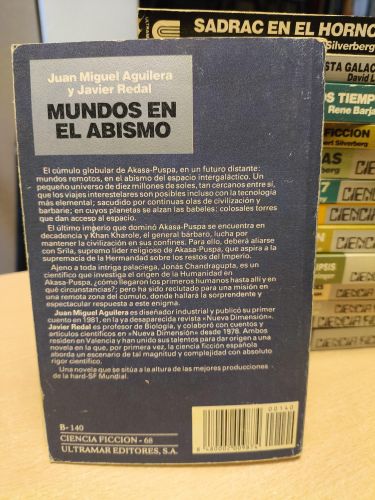 Juan Miguel Aguilera
y Javier Redal
MUNDOS EN
EL ABISMO
El cúmulo globular de Akasa-Puspa, en un futuro distante:
mundos remotos, en el abismo del espacio intergaláctico. Un
pequeño universo de diez millones de soles, tan cercanos entre sí,
que los viajes interestelares son posibles incluso con la tecnología
más elemental; sacudido por continuas olas de civilización y
barbarie; en cuyos planetas se alzan las babeles: colosales torres
que dan acceso al espacio.
El último imperio que dominó Akasa-Puspa se encuentra en
decadencia y Khan Kharole, el general bárbaro, lucha por
mantener la civilización en sus confines. Para ello, deberá aliarse
con Srila, suprema líder religioso de Akasa-Puspa, que aspira a la
supremacía de la Hermandad sobre los restos del Imperio.
Ajeno a toda intriga palaciega, Jonás Chandragupta, es un
científico que investiga el origen de la Humanidad en
Akasa-Puspa, ¿cómo llegaron los primeros humanos hasta allí y en
qué circunstancias?; pero ha sido reclutado para una misión en
una remota zona del cúmulo, donde hallará la sorprendente y
espectacular respuesta a este enigma.
Juan Miguel Aguilera es diseñador industrial y publicó su primer
cuento en 1981, en la ya desaparecida revista «Nueva Dimensión».
Javier Redal es profesor de Biología, y colaboró con cuentos y
artículos científicos en «Nueva Dimensión» desde 1976. Ambos
residen en Valencia y han unido sus talentos para dar origen a una
novela en la que, por primera vez, la ciencia ficción española
aborda un escenario de tal magnitud y complejidad con absoluto
rigor científico.
Una novela que se sitúa a la altura de las mejores producciones
de la hard-SF Mundial.
B-140
CIENCIA FICCION-68
ULTRAMAR EDITORES, S.A.
00140
SADRAC EN EL HORNO
Silverberg
ULTRAMAR
STA GALAC
David L
OS TIEMP
Rene Barja
FICCION
ert Silverberg
AS
CIENCIA
CIENCIA